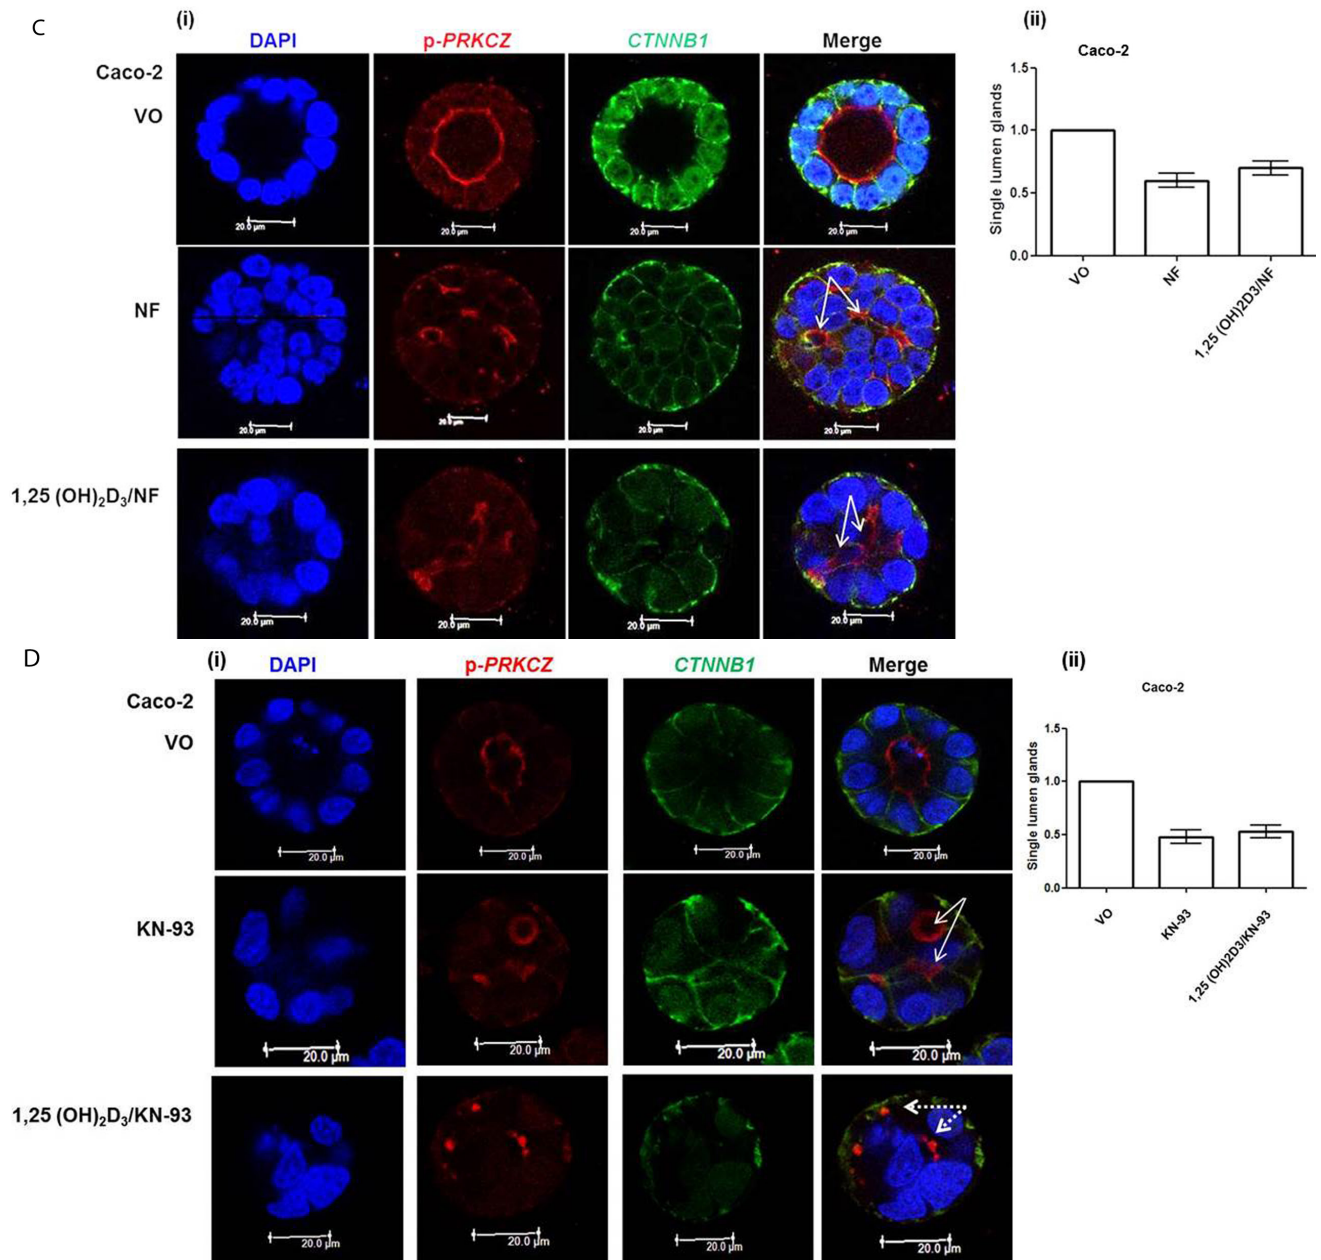 C
(i)
(ii)
DAPI
p-PRKCZ
CTNNB1
Merge
Caco-2
VO
20.0 µm
20.0 µm
20.0 µm
20.0 µm
NF
20.0 µm
20.0 µm
20.0 µm
20.0 µm
1,25 (OH)₂D₃/NF
20.0 µm
20.0 µm
20.0 µm
20.0 µm
Caco-2
Single lumen glands
1.5
1.0
0.5
0.0
VO
NF
1,25 (OH)2D3/NF
D
(i)
(ii)
DAPI
p-PRKCZ
CTNNB1
Merge
Caco-2
VO
20.0 µm
20.0 µm
20.0 µm
20.0 µm
KN-93
20.0 µm
20.0 µm
20.0 µm
20.0 µm
1,25 (OH)₂D₃/KN-93
20.0 µm
20.0 µm
20.0 µm
20.0 µm
Caco-2
Single lumen glands
1.5
1.0
0.5
0.0
VO
KN-93
1,25 (OH)2D3/KN-93